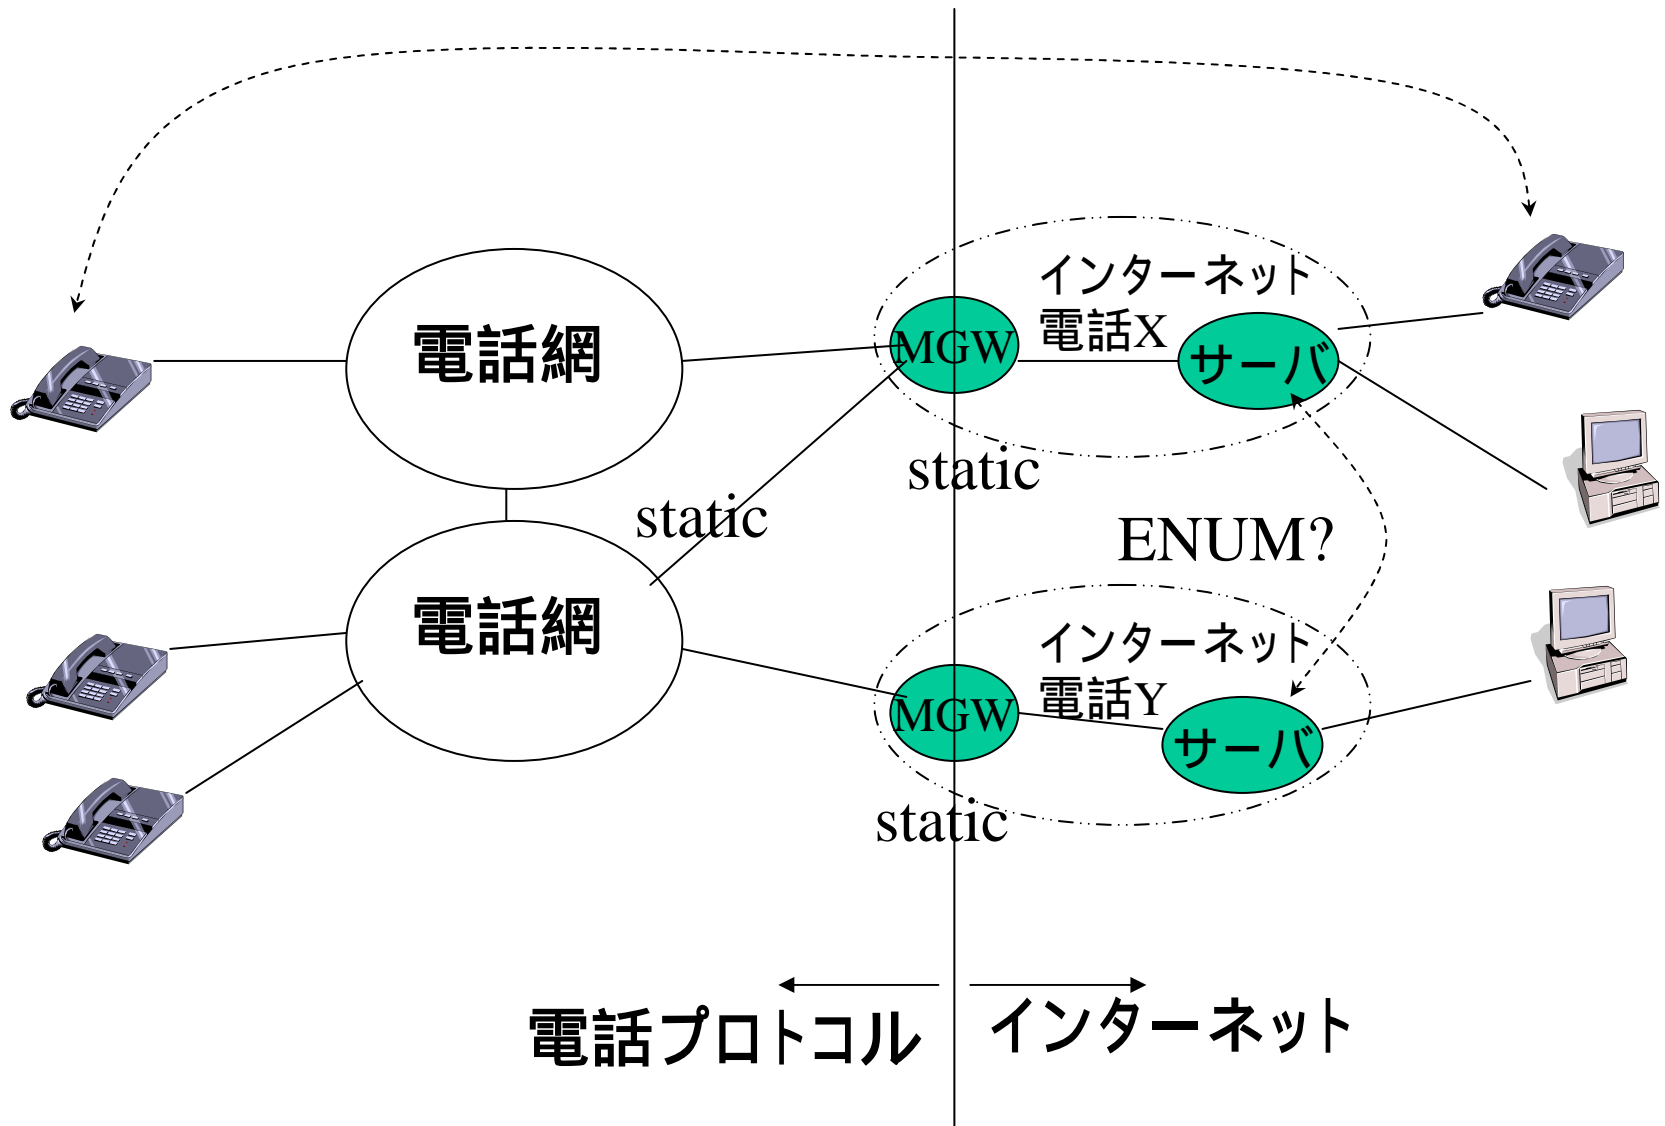 インターネット
電話X
電話網
MGW
サーバ
static
static
ENUM?
電話網
インターネット
電話Y
MGW
サーバ
static
電話プロトコル
インターネット